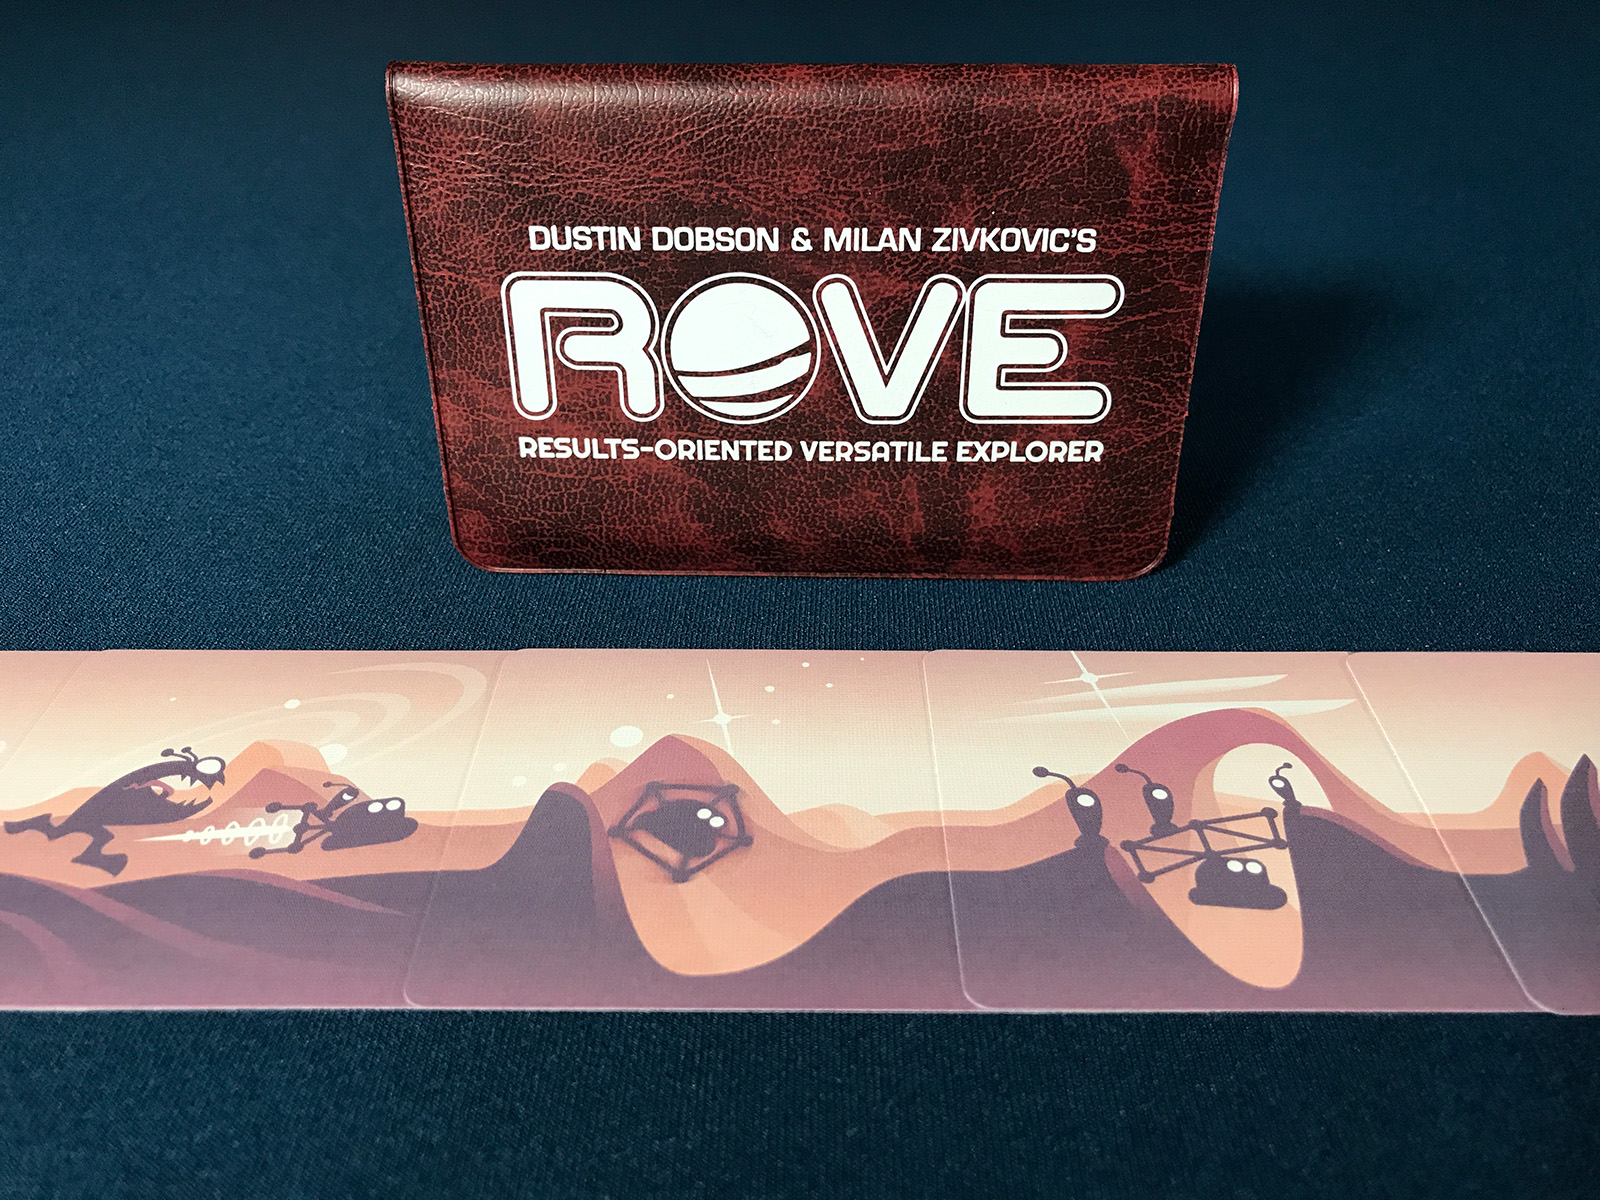 DUSTIN DOBSON & MILAN ZIVKOVIC'S
ROVE
RESULTS-ORIENTED VERSATILE EXPLORER